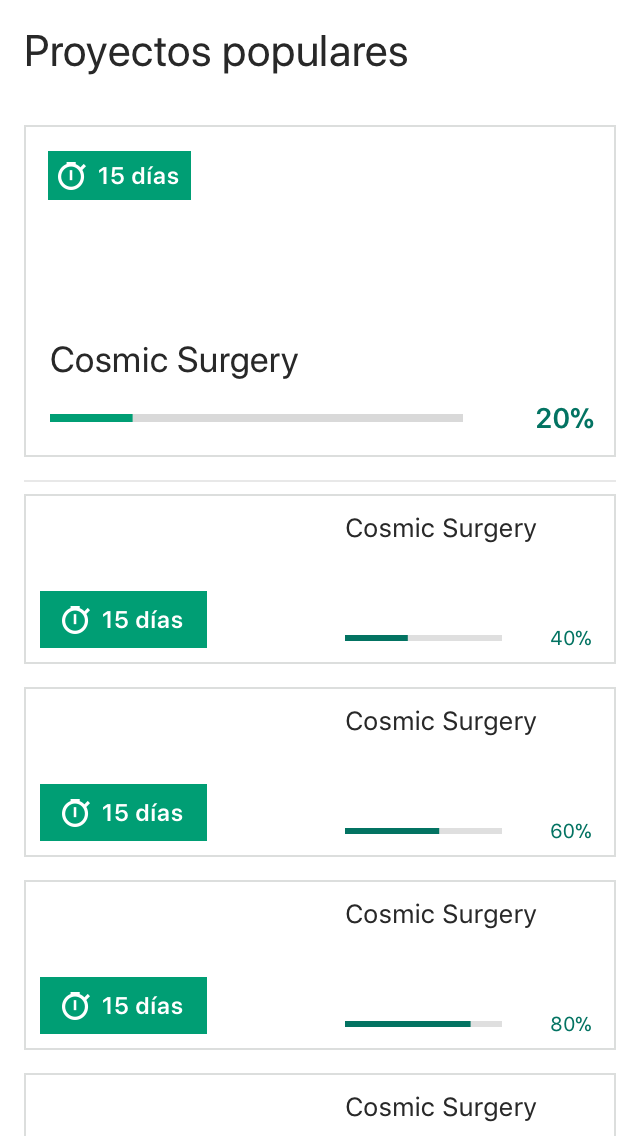 Proyectos populares
15 días
Cosmic Surgery
20%
Cosmic Surgery
15 días
40%
Cosmic Surgery
15 días
60%
Cosmic Surgery
15 días
80%
Cosmic Surgery